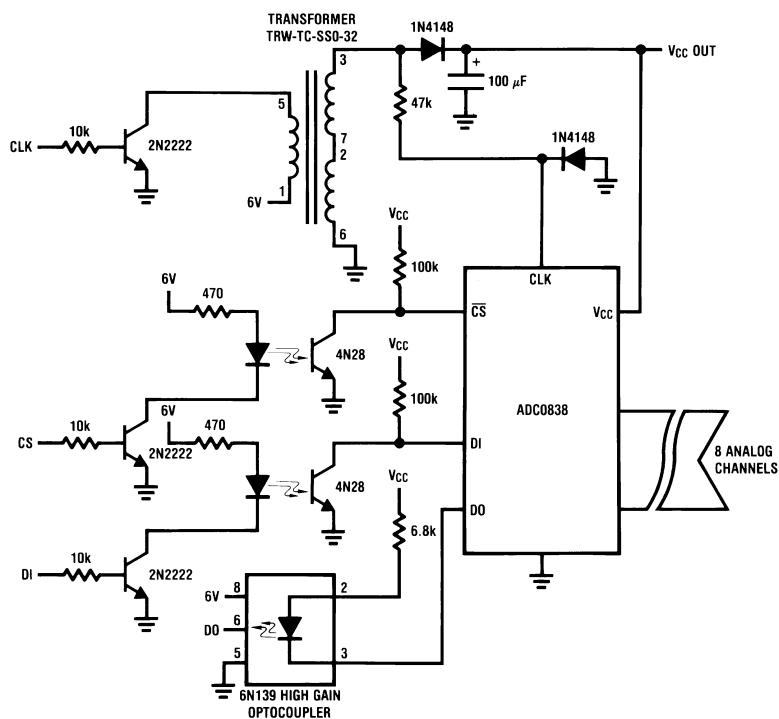 TRANSFORMER
TRW-TC-SSO-32
1N4148
VCC OUT
3
+
100 µF
47k
5
10k
CLK
2N2222
7
2
1N4148
1
6V
6
VCC
100k
CLK
6V
470
CS
VCC
VCC
4N28
ADC0838
100k
10k
6V
470
CS
2N2222
DI
8 ANALOG
CHANNELS
4N28
VCC
DO
6.8k
10k
DI
2N2222
6V
8
2
DO
6
5
3
6N139 HIGH GAIN
OPTOCOUPLER